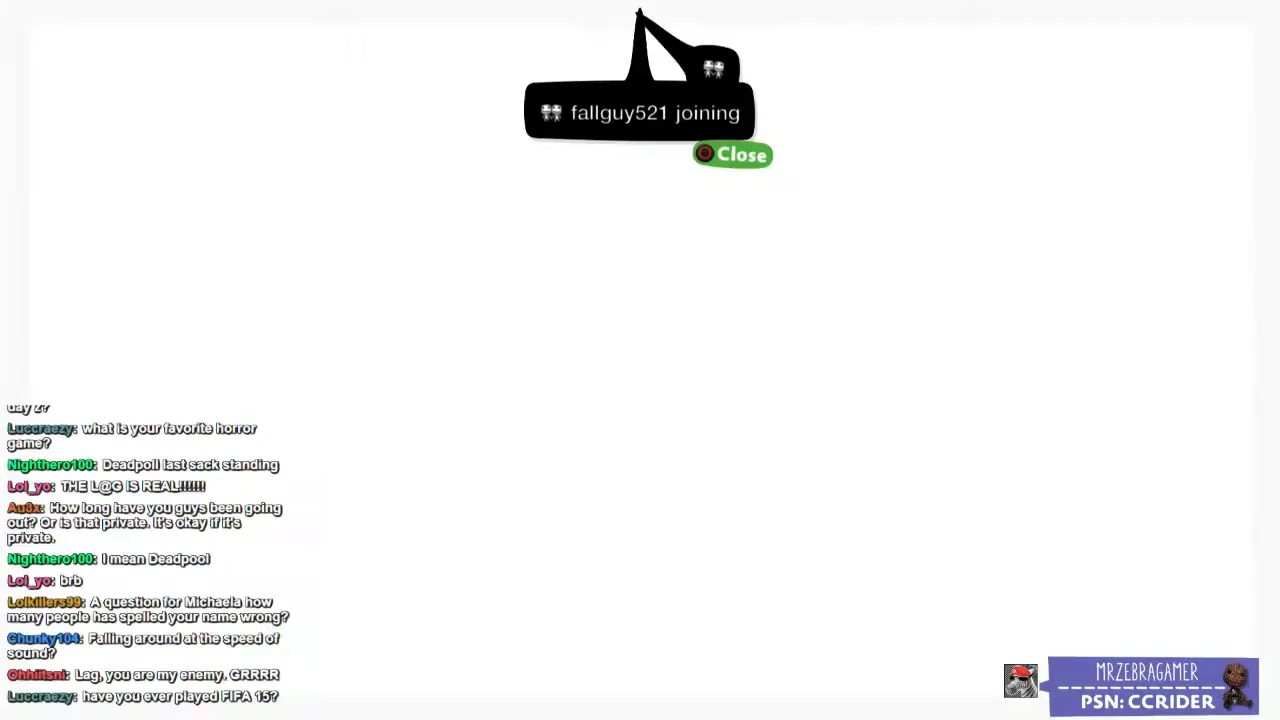 fallguy521 joining
Close
day 2?
Luccraezy: what is your favorite horror
game?
Nighthero100: Deadpoll last sack standing
Lol_yo: THE L@G IS REAL!!!!!!
Au3x: How long have you guys been going
out? Or is that private. It's okay if it's
private.
Nighthero100: I mean Deadpool
Lol_yo: brb
Lolkillers99: A question for Michaela how
many people has spelled your name wrong?
Chunky104: Falling around at the speed of
sound?
Ohhiitsni: Lag, you are my enemy. GRRRR
Luccraezy: have you ever played FIFA 15?
MRZEBRAGAMER
PSN: CCRIDER